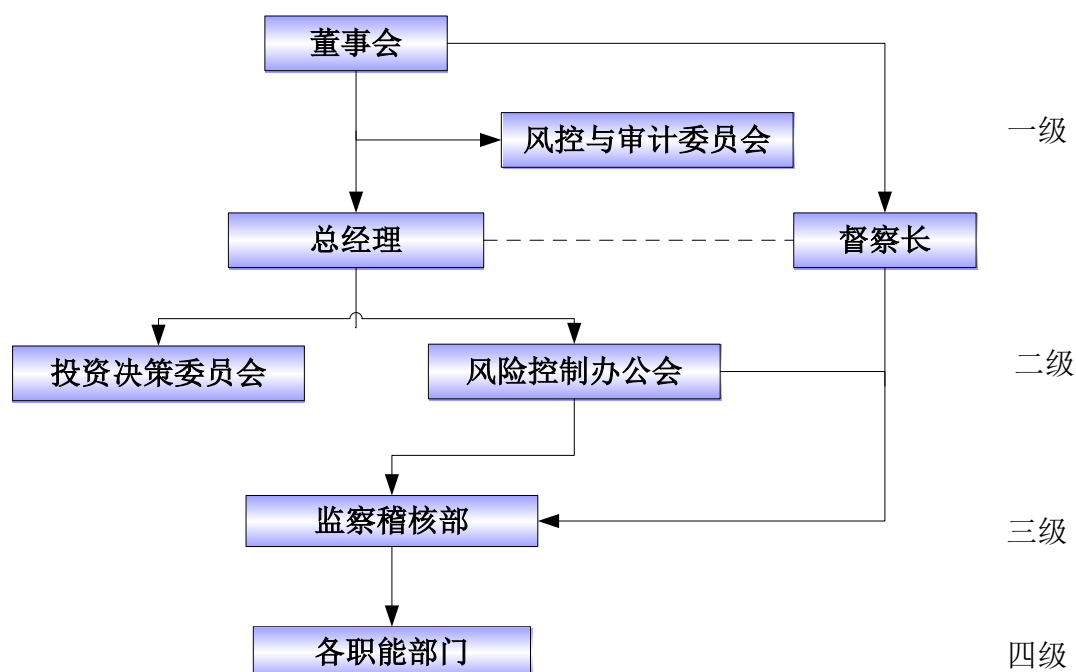 董事会
风控与审计委员会
一级
总经理
督察长
投资决策委员会
风险控制办公会
二级
监察稽核部
三级
各职能部门
四级